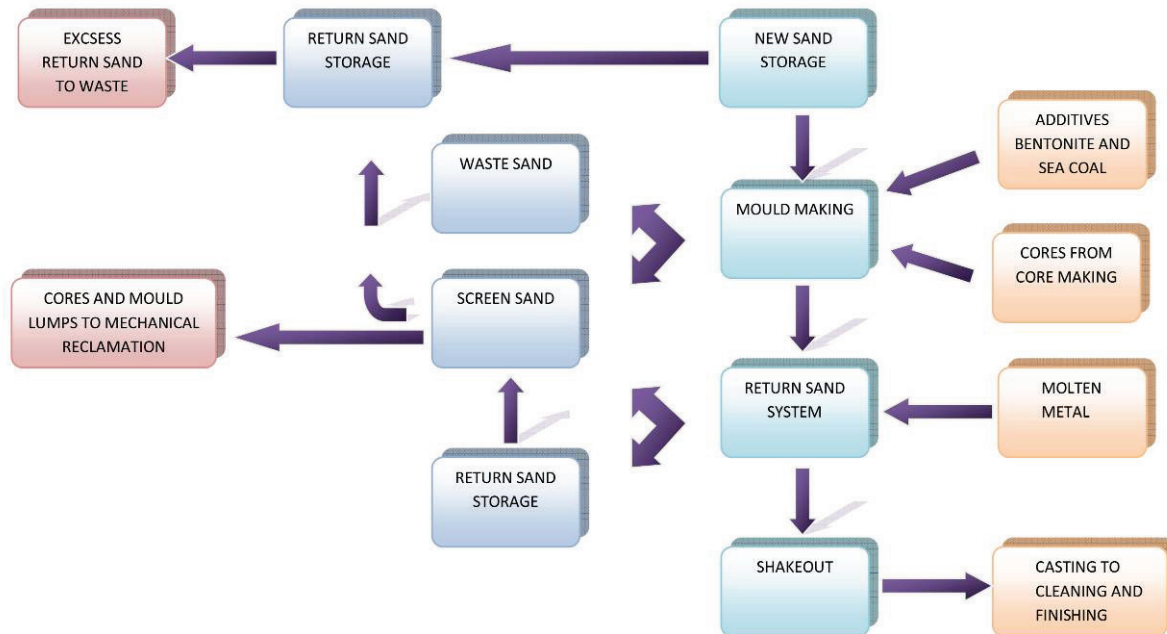 EXCSESS
RETURN SAND
TO WASTE
RETURN SAND
STORAGE
NEW SAND
STORAGE
ADDITIVES
BENTONITE AND
SEA COAL
WASTE SAND
MOULD MAKING
CORES FROM
CORE MAKING
CORES AND MOULD
LUMPS TO MECHANICAL
RECLAMATION
SCREEN SAND
RETURN SAND
SYSTEM
MOLTEN
METAL
RETURN SAND
STORAGE
SHAKEOUT
CASTING TO
CLEANING AND
FINISHING